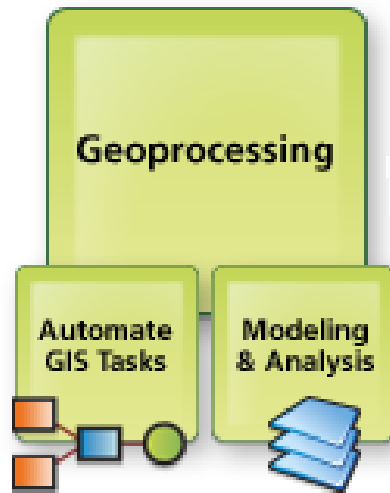 Geoprocessing
Automate
GIS Tasks
Modeling
& Analysis